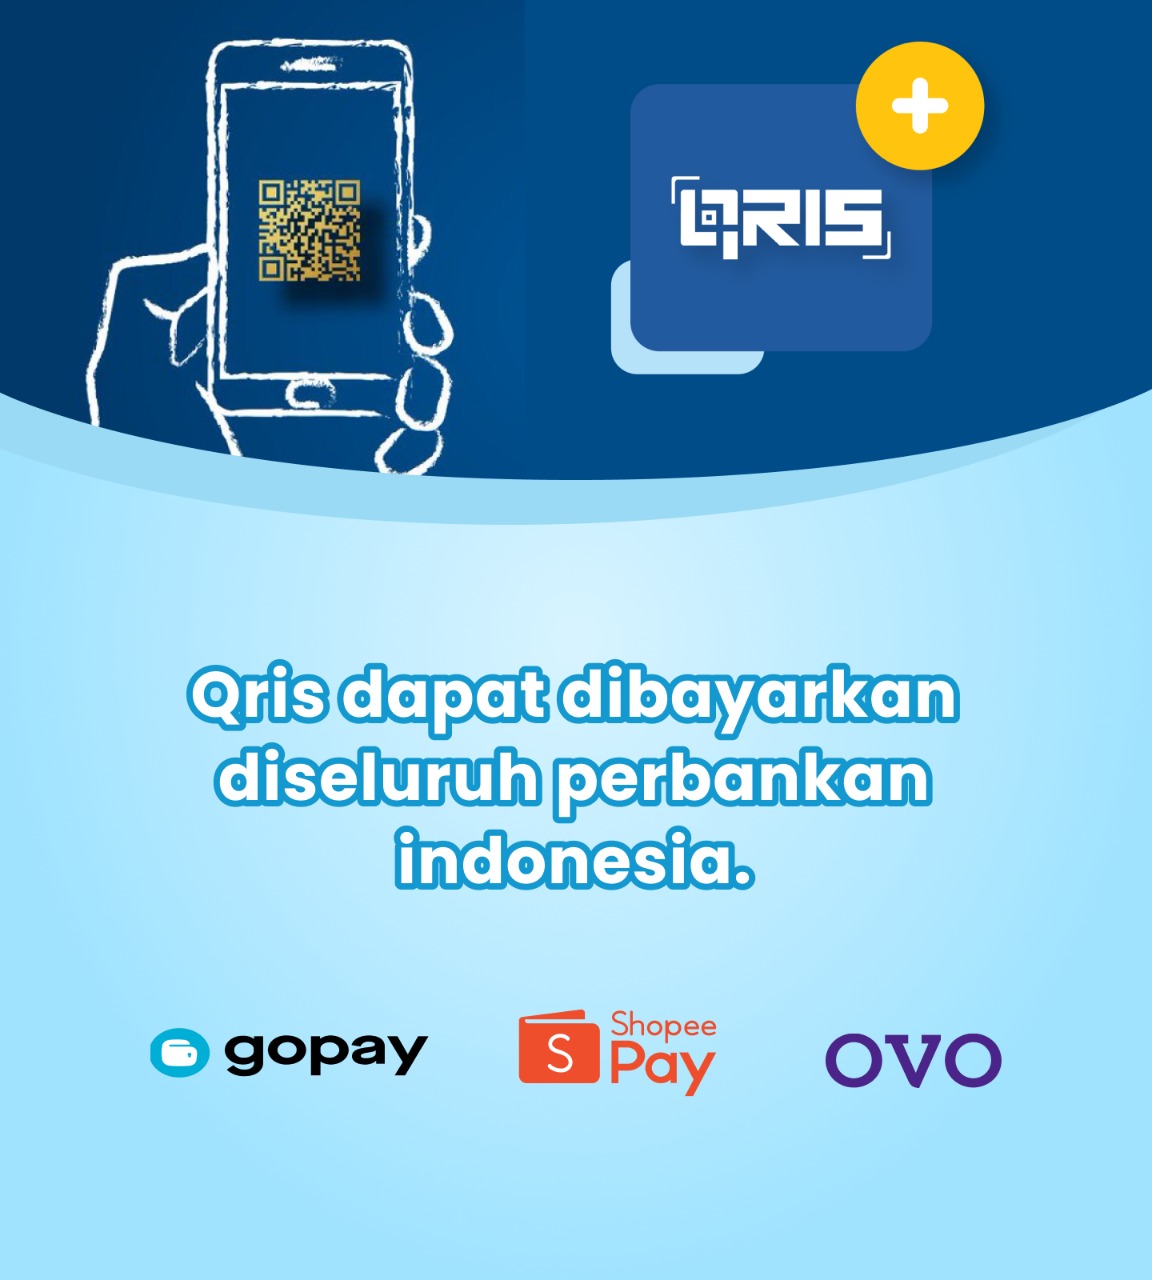 QRIS
Qris dapat dibayarkan
diseluruh perbankan
indonesia.
gopay
S
Shopee
Pay
OVO